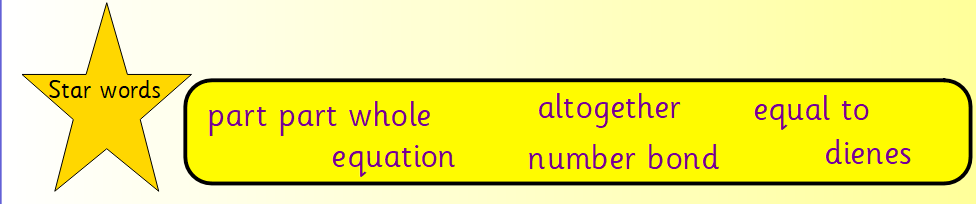 Star words
part part whole altogether equal to
equation number bond dienes